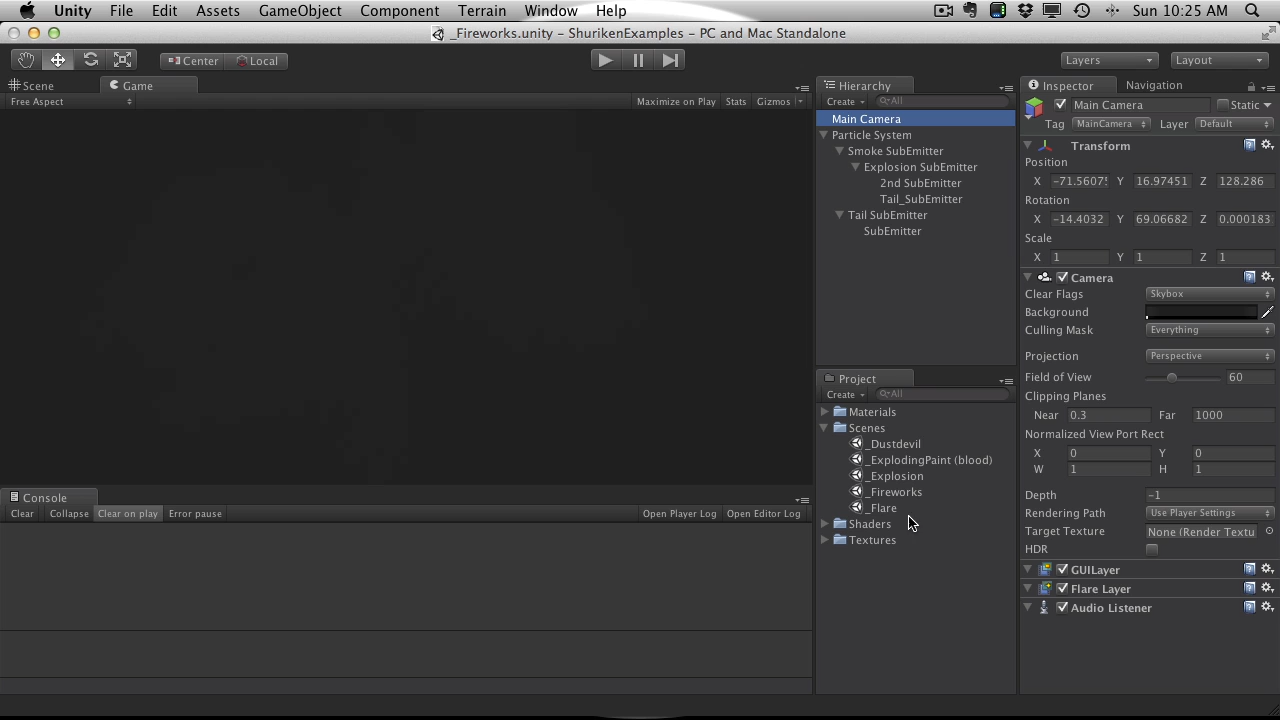 Unity File Edit Assets GameObject Component Terrain Window Help Sun 10:25 AM
_Fireworks.unity – ShurikenExamples – PC and Mac Standalone
Center Local Layers Layout
Scene Game
Free Aspect Maximize on Play Stats Gizmos
Hierarchy
Create All
Main Camera
Particle System
Smoke SubEmitter
Explosion SubEmitter
2nd SubEmitter
Tail_SubEmitter
Tail SubEmitter
SubEmitter
Project
Create All
Materials
Scenes
_Dustdevil
_ExplodingPaint (blood)
_Explosion
_Fireworks
_Flare
Shaders
Textures
Console
Clear Collapse Clear on play Error pause Open Player Log Open Editor Log
Inspector Navigation
Main Camera Static
Tag MainCamera Layer Default
Transform
Position
X -71.5607 Y 16.97451 Z 128.286
Rotation
X -14.4032 Y 69.06682 Z 0.000183
Scale
X 1 Y 1 Z 1
Camera
Clear Flags Skybox
Background
Culling Mask Everything
Projection Perspective
Field of View 60
Clipping Planes
Near 0.3 Far 1000
Normalized View Port Rect
X 0 Y 0
W 1 H 1
Depth -1
Rendering Path Use Player Settings
Target Texture None (Render Textu
HDR
GUILayer
Flare Layer
Audio Listener